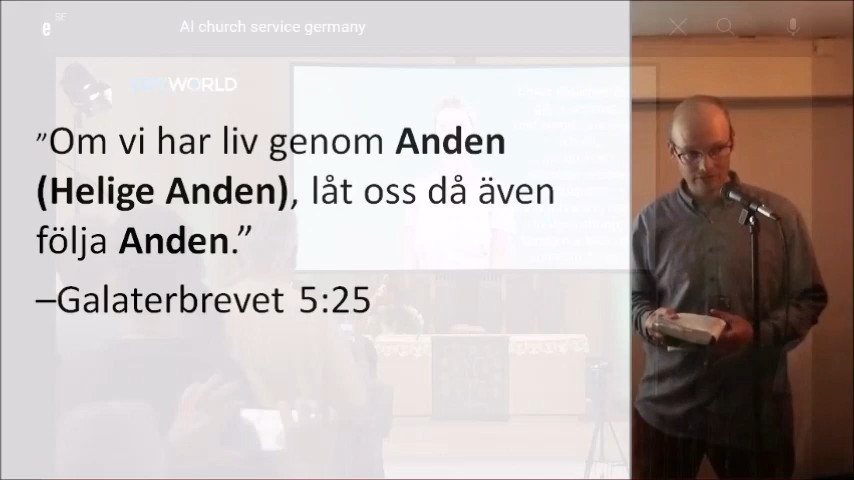 e SE
AI church service germany
WORLD
”Om vi har liv genom Anden
(Helige Anden), låt oss då även
följa Anden.”
–Galaterbrevet 5:25